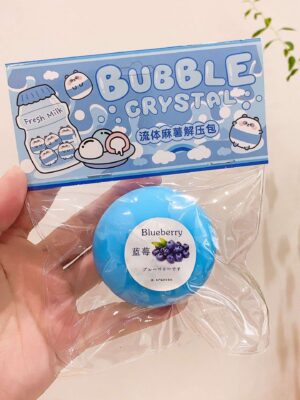 BUBBLE
CRYSTAL
Fresh Milk
流体麻薯解压包
Blueberry
蓝莓
ブルーベリーです